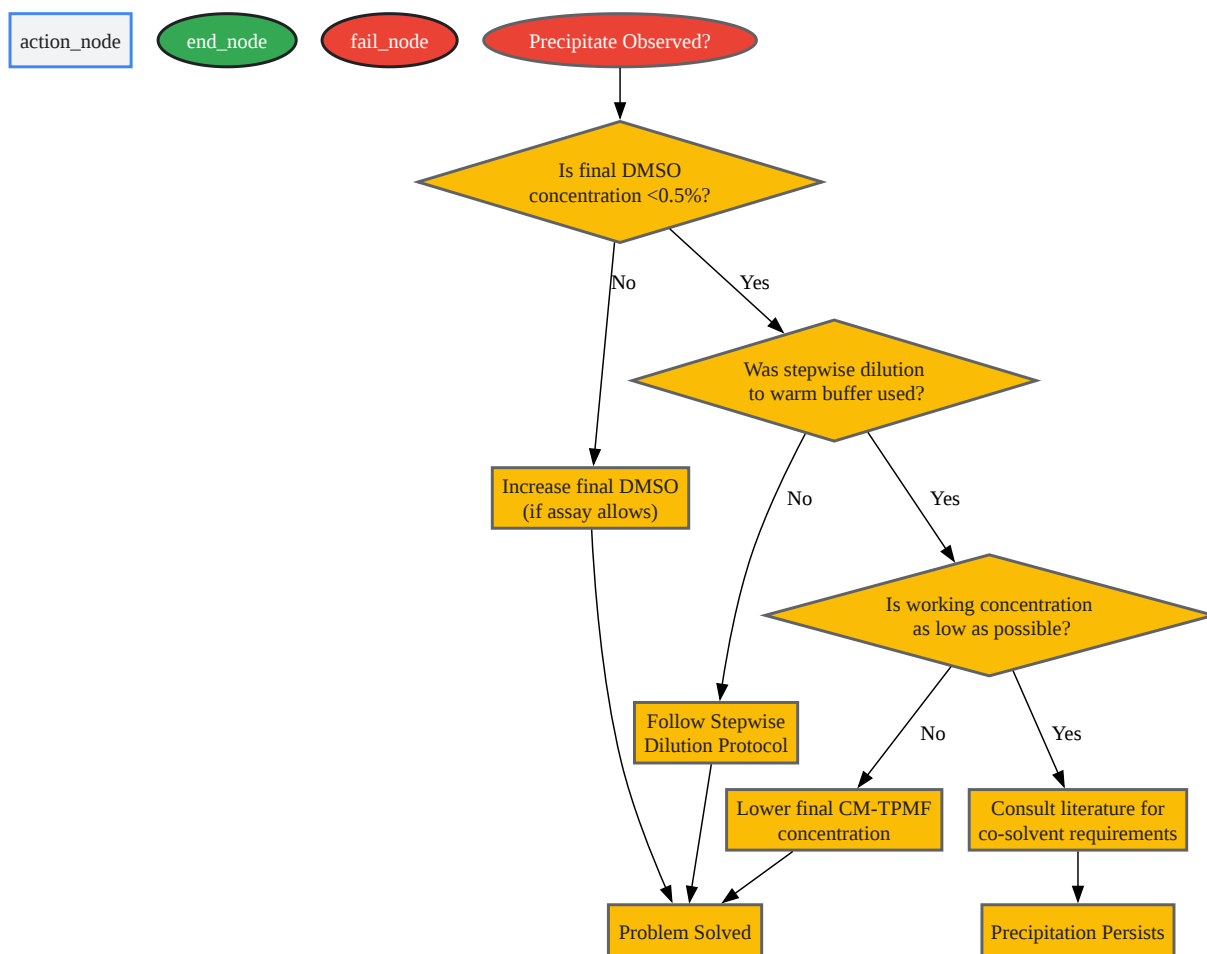 action_node
end_node
fail_node
Precipitate Observed?
Is final DMSO
concentration <0.5%?
No
Yes
Was stepwise dilution
to warm buffer used?
Increase final DMSO
(if assay allows)
No
Yes
Is working concentration
as low as possible?
Follow Stepwise
Dilution Protocol
No
Yes
Lower final CM-TPMF
concentration
Consult literature for
co-solvent requirements
Problem Solved
Precipitation Persists